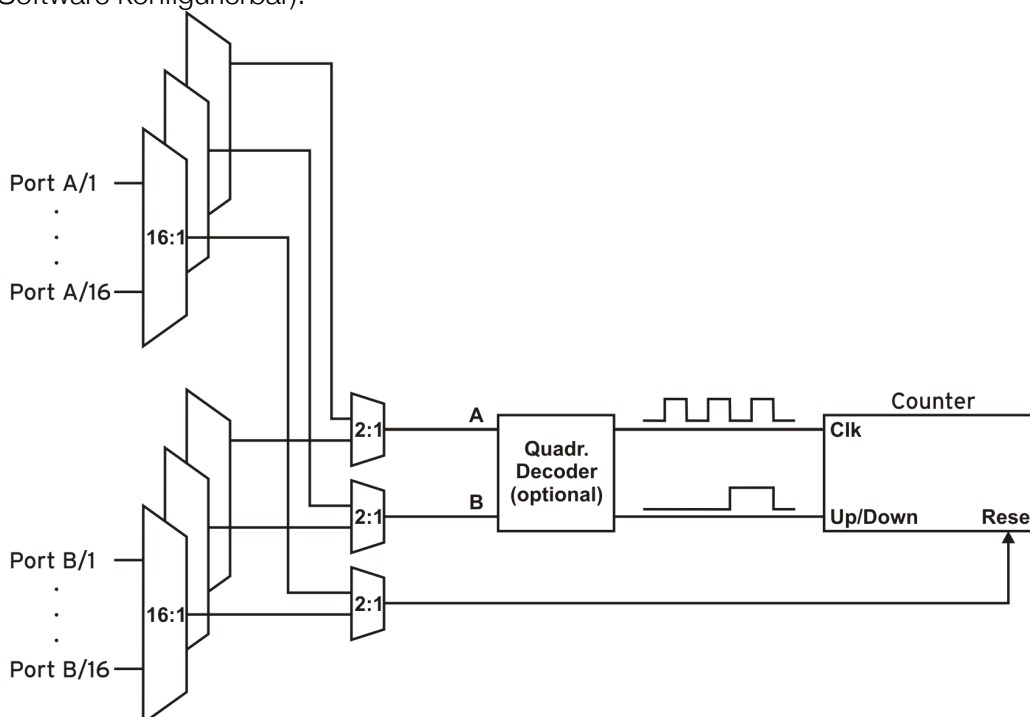 Software konfigurierbar).
Port A/1
.
.
.
Port A/16
16:1
Port B/1
.
.
.
Port B/16
16:1
2:1
2:1
2:1
A
B
Quadr.
Decoder
(optional)
Counter
Clk
Up/Down Rese